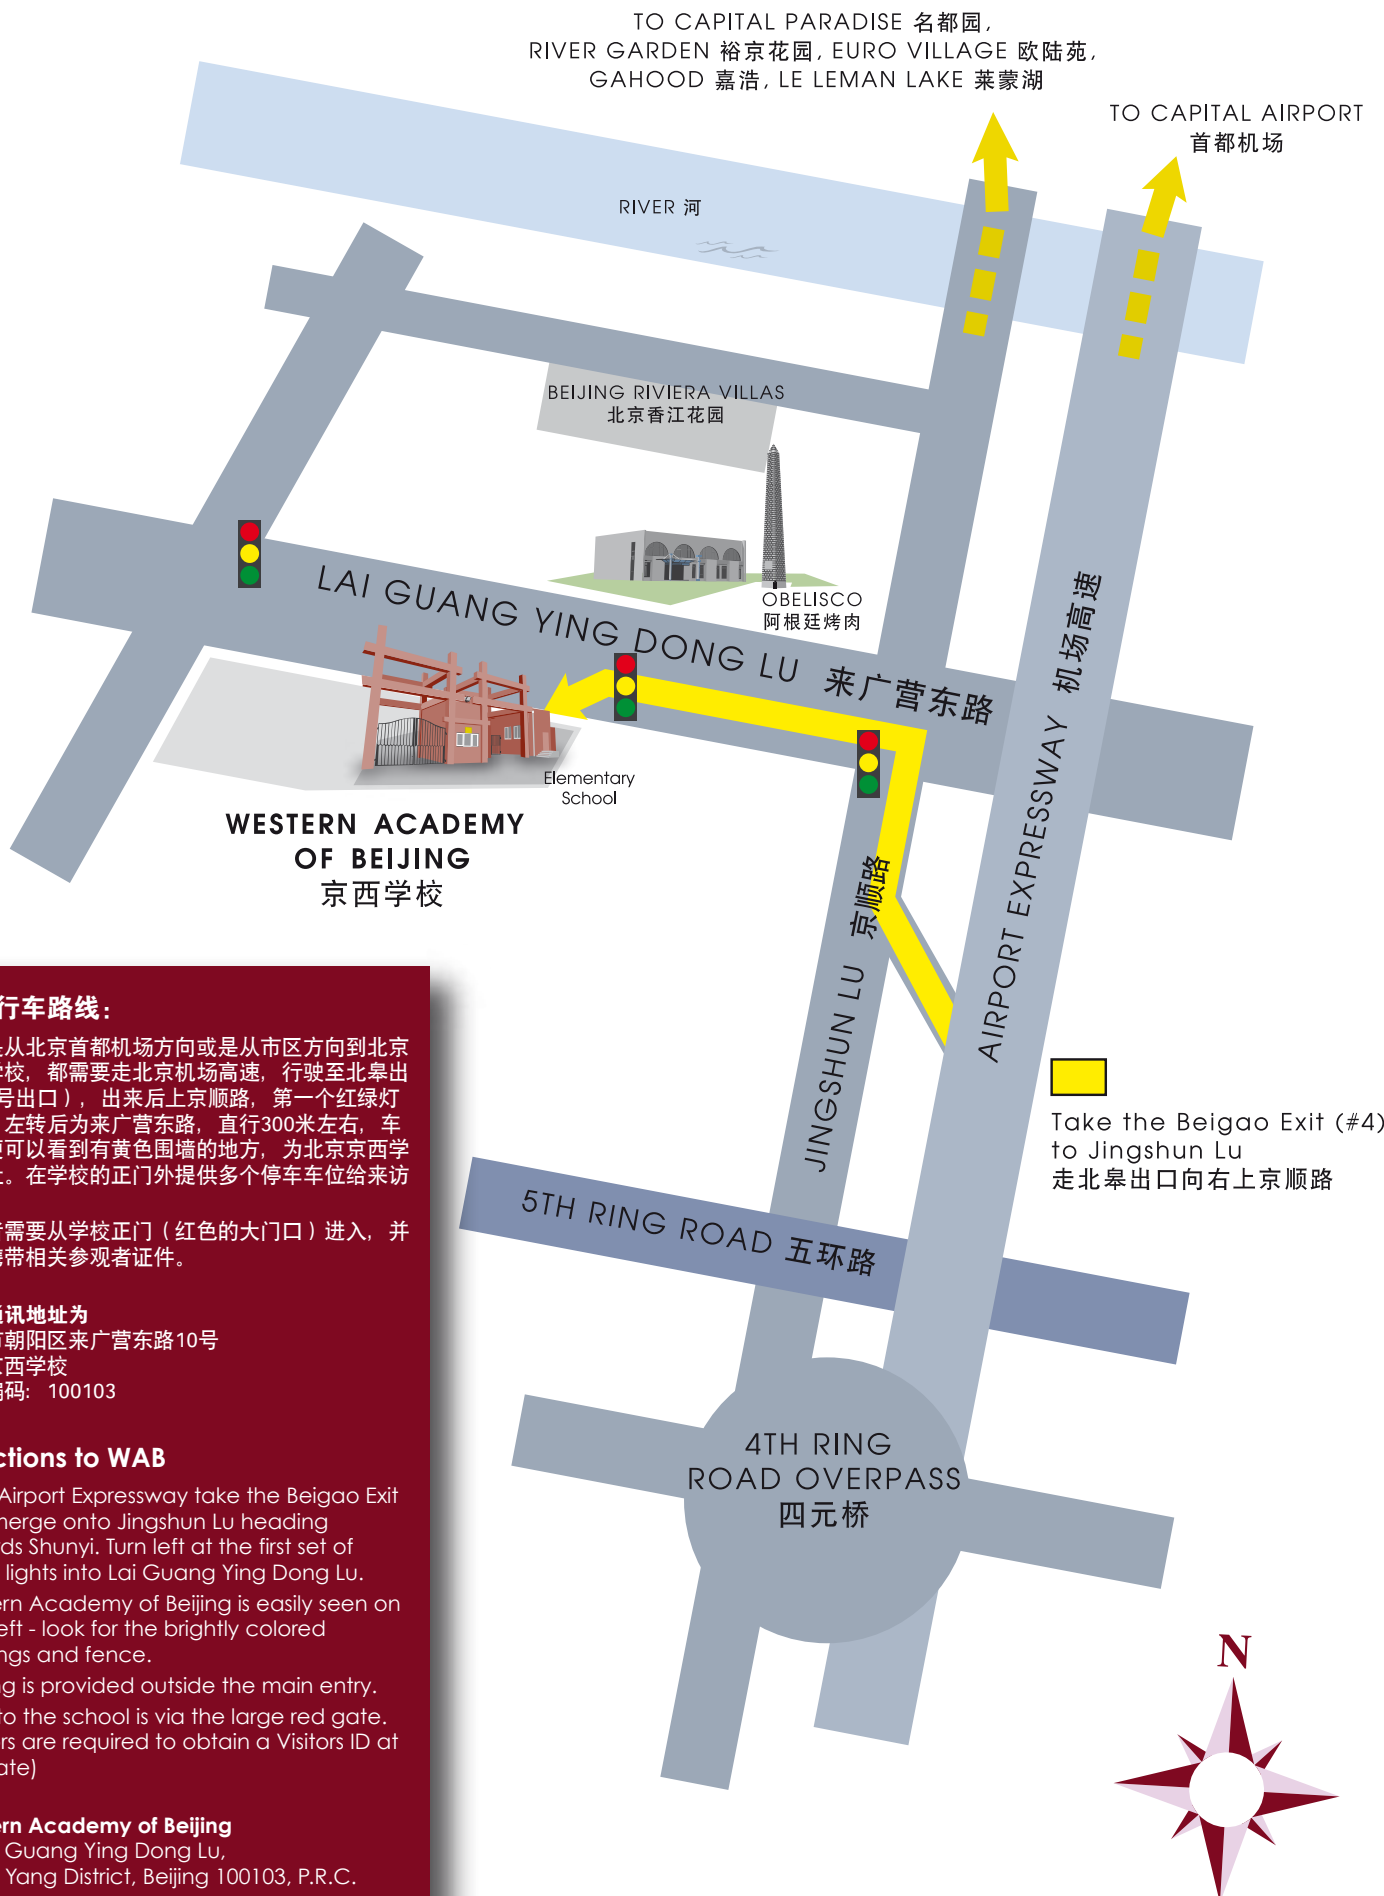 TO CAPITAL PARADISE 名都园,
RIVER GARDEN 裕京花园, EURO VILLAGE 欧陆苑,
GAHOOD 嘉浩, LE LEMAN LAKE 莱蒙湖
TO CAPITAL AIRPORT
首都机场
RIVER 河
BEIJING RIVIERA VILLAS
北京香江花园
OBELISCO
阿根廷烤肉
LAI GUANG YING DONG LU 来广营东路
AIRPORT EXPRESSWAY 机场高速
Elementary
School
WESTERN ACADEMY
OF BEIJING
京西学校
JINGSHUN LU 京顺路
Take the Beigao Exit (#4)
to Jingshun Lu
走北皋出口向右上京顺路
5TH RING ROAD 五环路
4TH RING
ROAD OVERPASS
四元桥
N
行车路线：
从北京首都机场方向或是从市区方向到北京
学校, 都需要走北京机场高速, 行驶至北皋出
号出口）, 出来后上京顺路, 第一个红绿灯
左转后为来广营东路, 直行300米左右, 车
可以看到有黄色围墙的地方, 为北京京西学
。在学校的正门外提供多个停车车位给来访
需要从学校正门（红色的大门口）进入, 并
带相关参观者证件。
讯地址为
市朝阳区来广营东路10号
西学校
编码: 100103
ctions to WAB
Airport Expressway take the Beigao Exit
merge onto Jingshun Lu heading
rds Shunyi. Turn left at the first set of
lights into Lai Guang Ying Dong Lu.
ern Academy of Beijing is easily seen on
eft - look for the brightly colored
ngs and fence.
ng is provided outside the main entry.
to the school is via the large red gate.
rs are required to obtain a Visitors ID at
ate)
ern Academy of Beijing
Guang Ying Dong Lu,
Yang District, Beijing 100103, P.R.C.